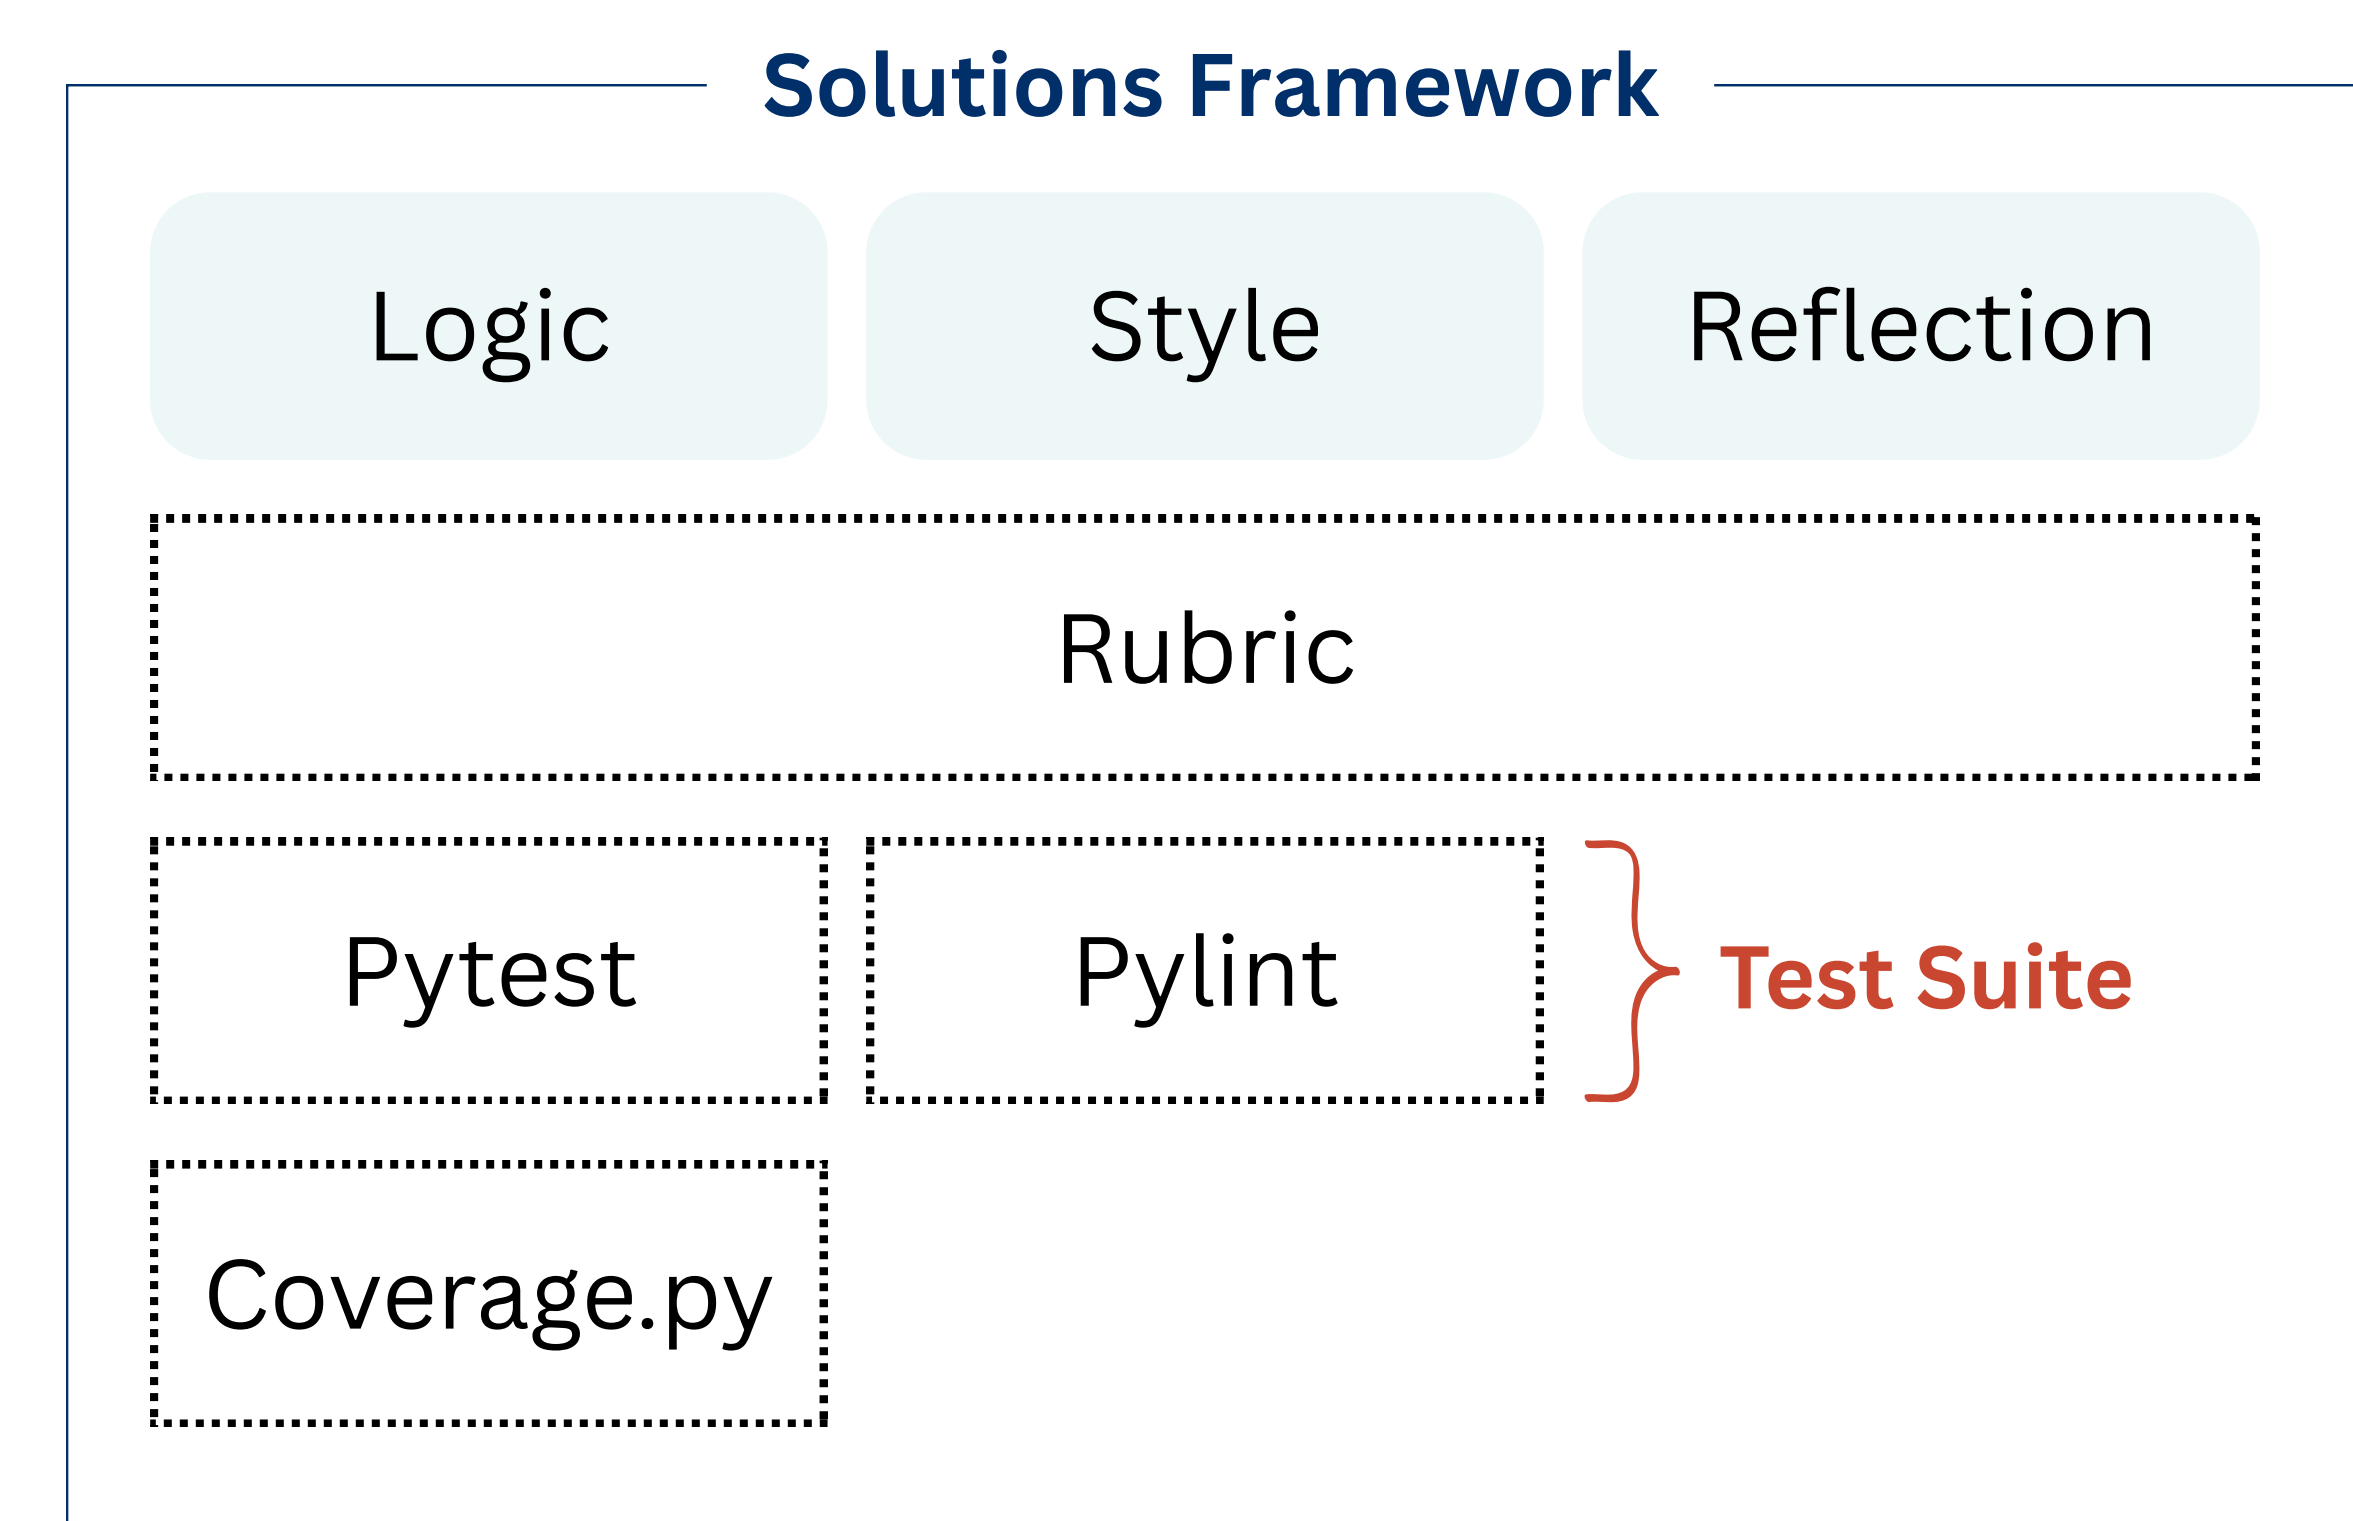 Solutions Framework
Logic
Style
Reflection
Rubric
Pytest
Pylint
Test Suite
Coverage.py